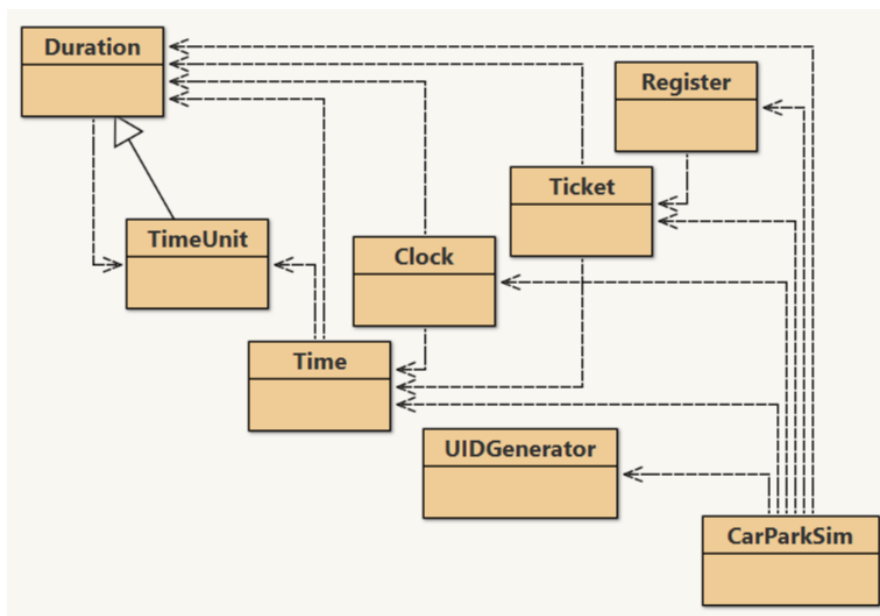 Duration
Register
Ticket
TimeUnit
Clock
Time
UIDGenerator
CarParkSim